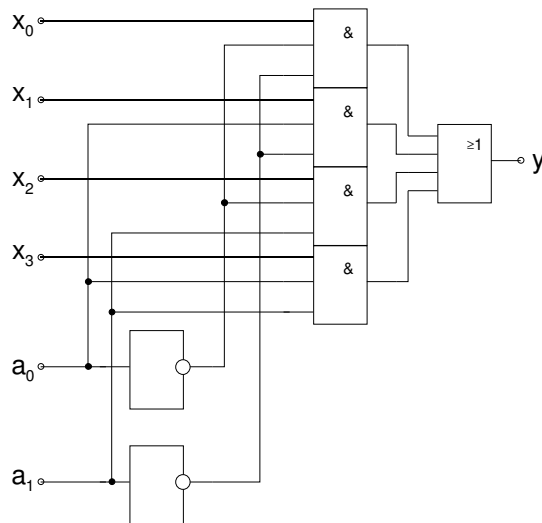 x₀
&
x₁
&
≥1
y
x₂
&
x₃
&
a₀
a₁